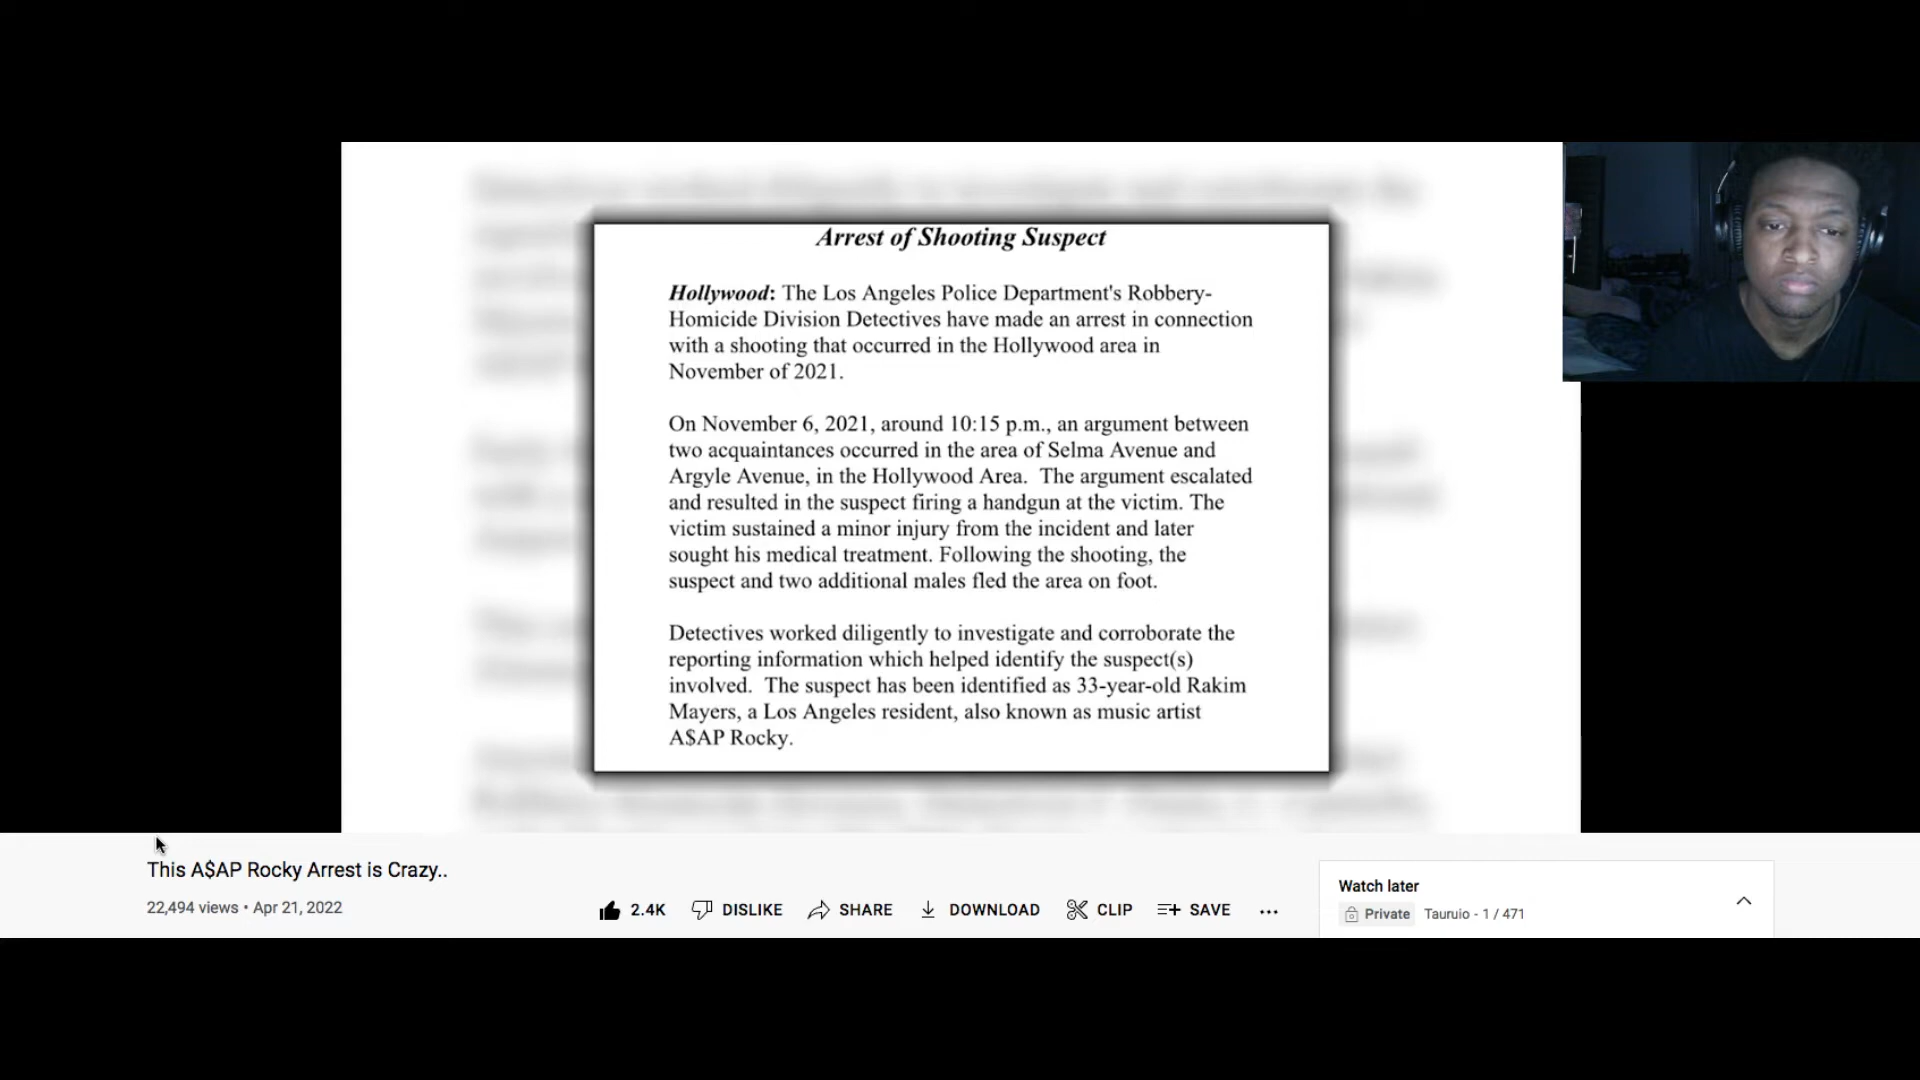 Arrest of Shooting Suspect
Hollywood: The Los Angeles Police Department's Robbery-
Homicide Division Detectives have made an arrest in connection
with a shooting that occurred in the Hollywood area in
November of 2021.
On November 6, 2021, around 10:15 p.m., an argument between
two acquaintances occurred in the area of Selma Avenue and
Argyle Avenue, in the Hollywood Area. The argument escalated
and resulted in the suspect firing a handgun at the victim. The
victim sustained a minor injury from the incident and later
sought his medical treatment. Following the shooting, the
suspect and two additional males fled the area on foot.
Detectives worked diligently to investigate and corroborate the
reporting information which helped identify the suspect(s)
involved. The suspect has been identified as 33-year-old Rakim
Mayers, a Los Angeles resident, also known as music artist
A$AP Rocky.
This A$AP Rocky Arrest is Crazy..
22,494 views • Apr 21, 2022
2.4K DISLIKE SHARE DOWNLOAD CLIP SAVE ...
Watch later
Private Tauruio - 1 / 471